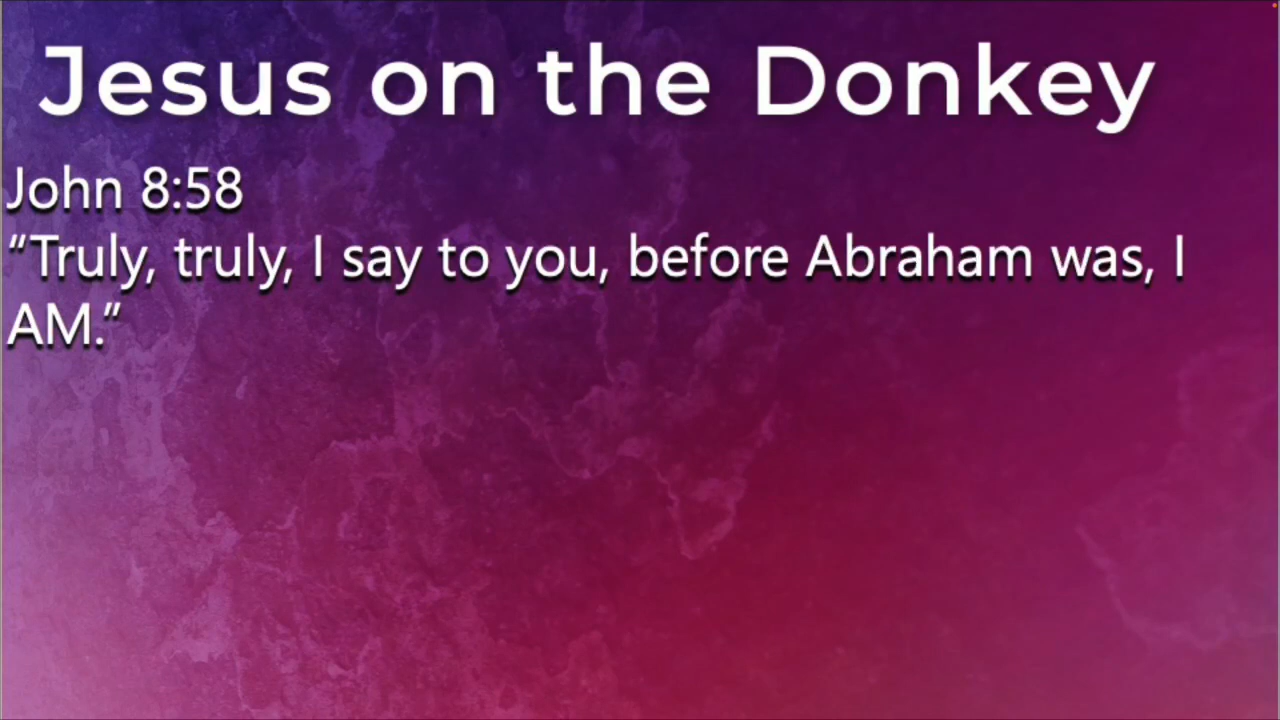 Jesus on the Donkey
John 8:58
“Truly, truly, I say to you, before Abraham was, I
AM.”